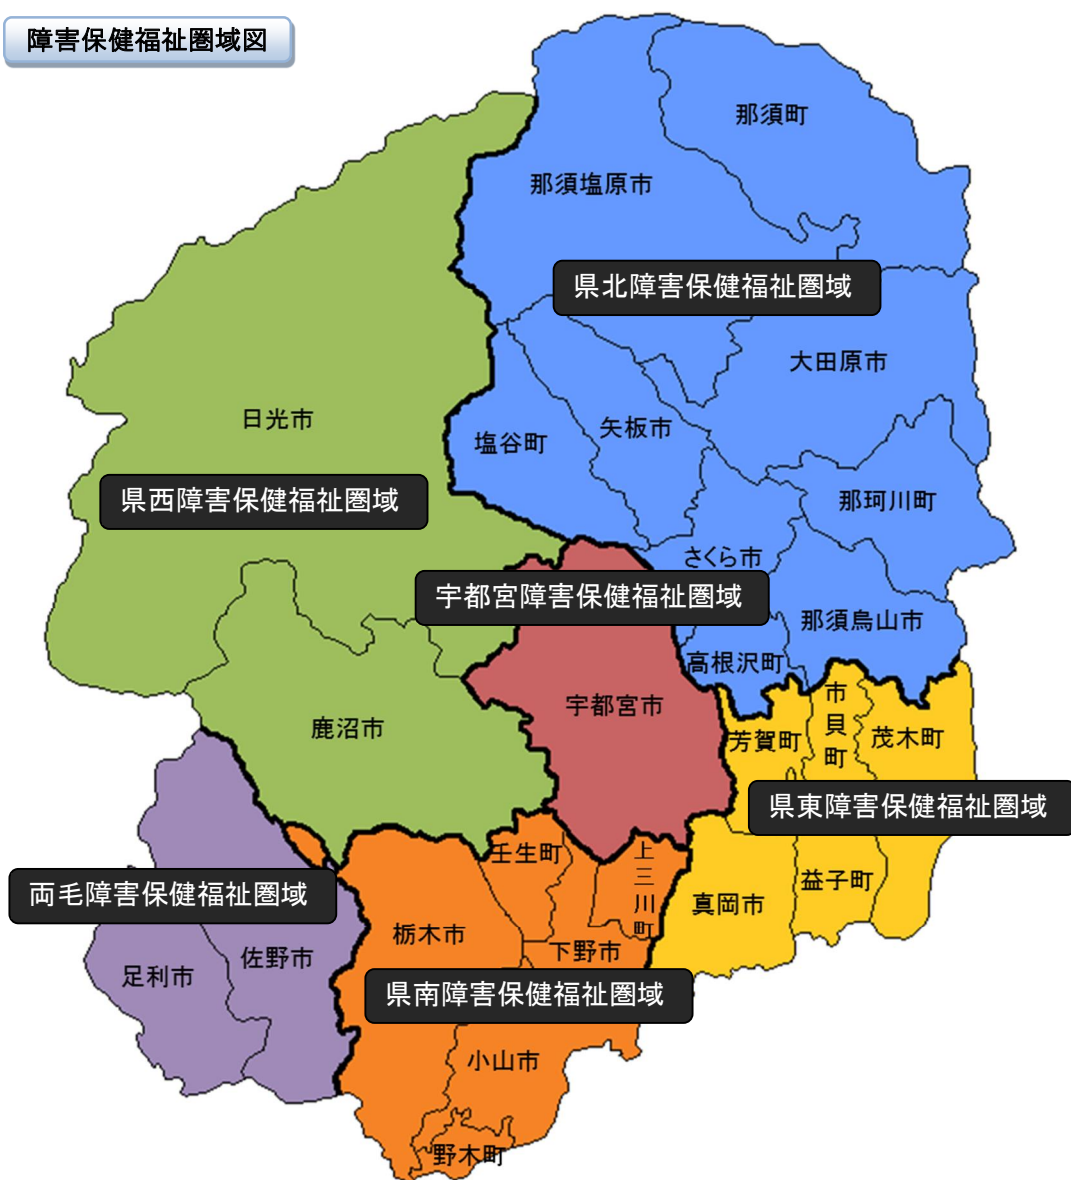 障害保健福祉圏域図
那須町
那須塩原市
県北障害保健福祉圏域
大田原市
日光市
矢板市
塩谷町
県西障害保健福祉圏域
那珂川町
さくら市
宇都宮障害保健福祉圏域
那須烏山市
高根沢町
宇都宮市
市貝町
鹿沼市
芳賀町
茂木町
県東障害保健福祉圏域
壬生町
上三川町
益子町
両毛障害保健福祉圏域
真岡市
栃木市
下野市
佐野市
足利市
県南障害保健福祉圏域
小山市
野木町